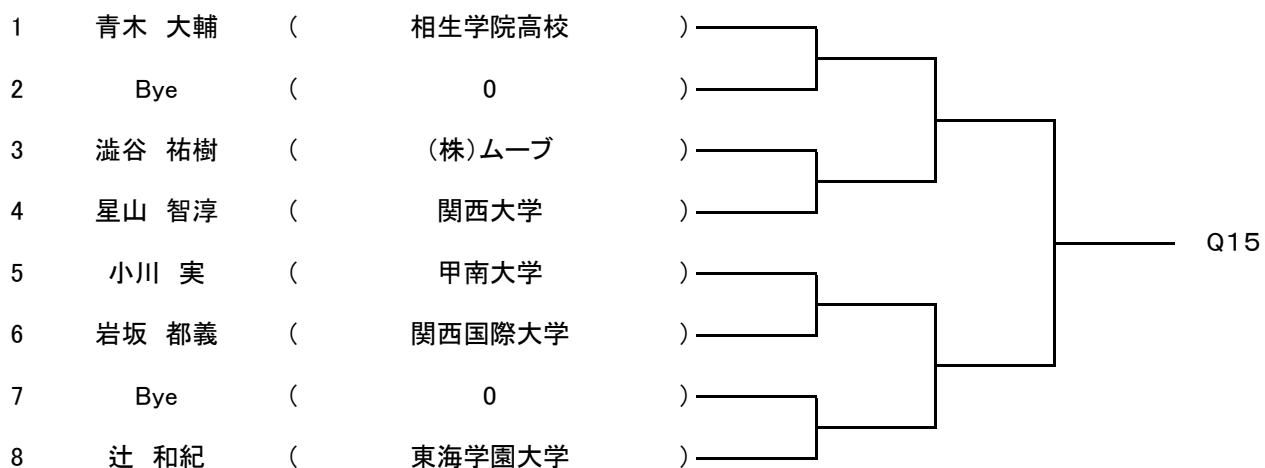 1 青木 大輔 ( 相生学院高校 )
2 Bye ( 0 )
3 澁谷 祐樹 ( (株)ムーブ )
4 星山 智淳 ( 関西大学 )
Q15
5 小川 実 ( 甲南大学 )
6 岩坂 都義 ( 関西国際大学 )
7 Bye ( 0 )
8 辻 和紀 ( 東海学園大学 )